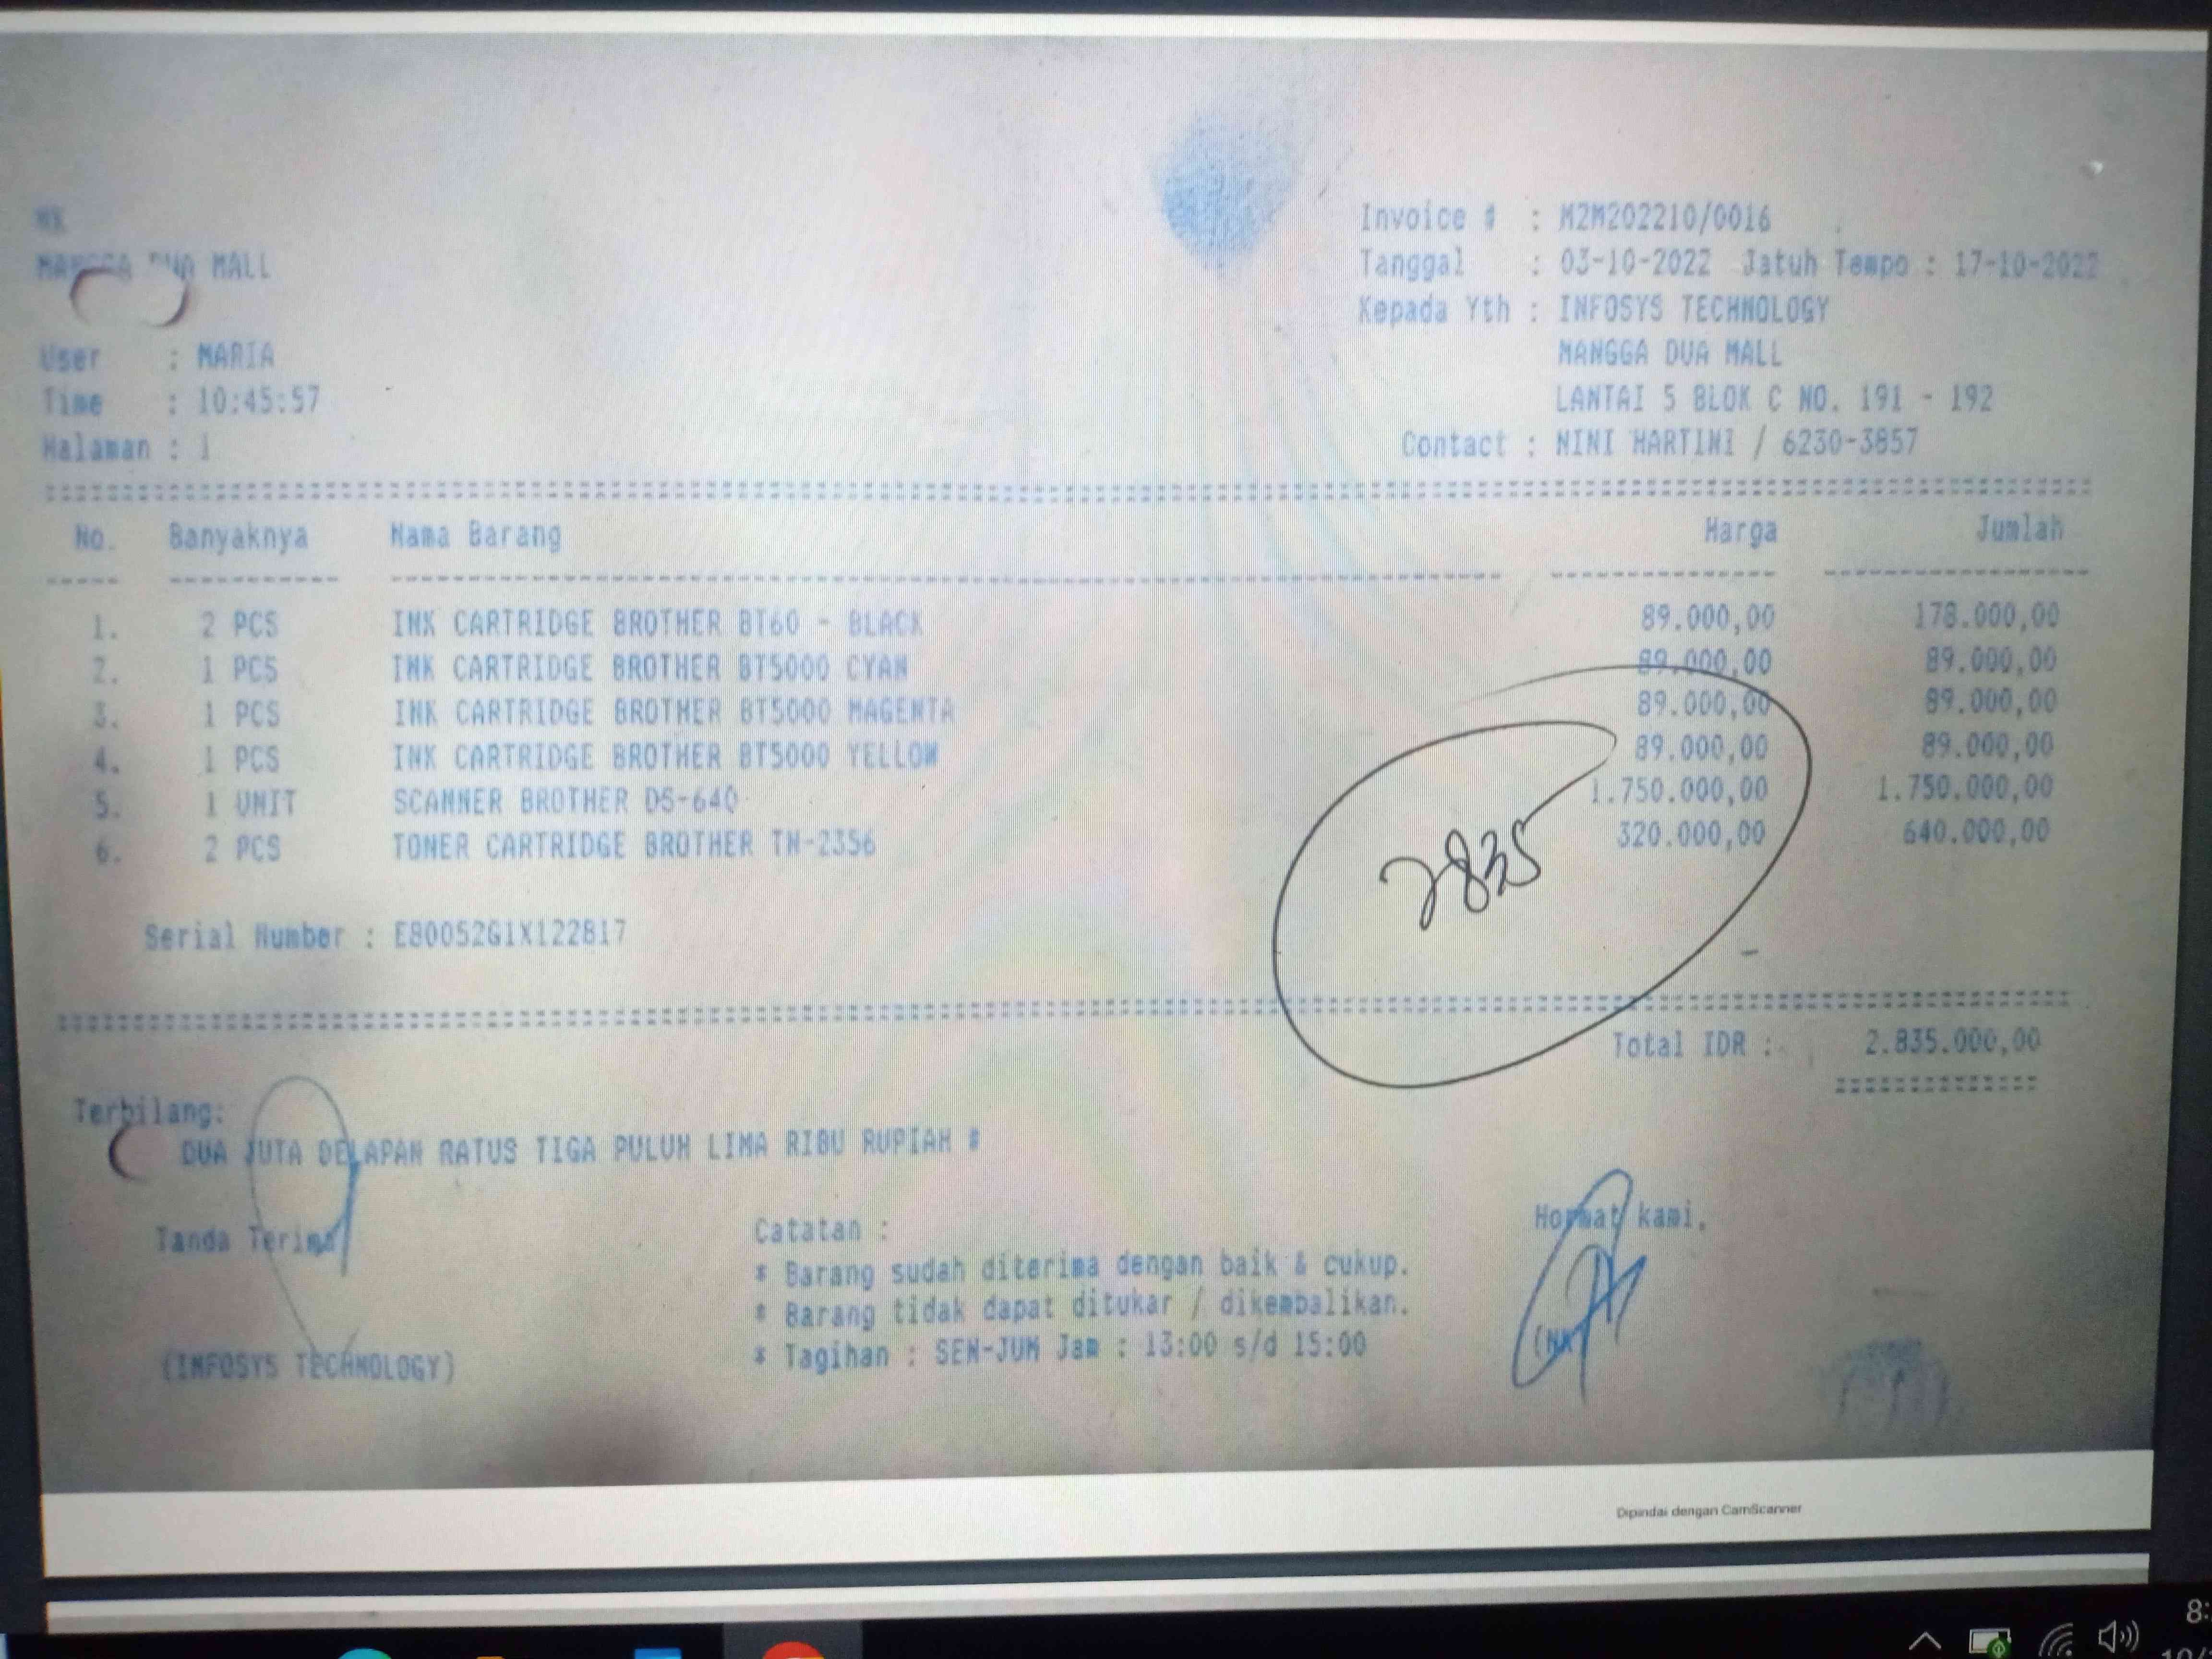 NK
MANGGA DUA MALL
User : MARIA
Time : 10:45:57
Halaman : 1
Invoice # : M2M202210/0016
Tanggal : 03-10-2022 Jatuh Tempo : 17-10-2022
Kepada Yth : INFOSYS TECHNOLOGY
MANGGA DUA MALL
LANTAI 5 BLOK C NO. 191 - 192
Contact : NINI MARTINI / 6230-3857
No. Banyaknya Nama Barang Harga Jumlah
1. 2 PCS INK CARTRIDGE BROTHER BT60 - BLACK 89.000,00 178.000,00
2. 1 PCS INK CARTRIDGE BROTHER BT5000 CYAN 89.000,00 89.000,00
3. 1 PCS INK CARTRIDGE BROTHER BT5000 MAGENTA 89.000,00 89.000,00
4. 1 PCS INK CARTRIDGE BROTHER BT5000 YELLOW 89.000,00 89.000,00
5. 1 UNIT SCANNER BROTHER DS-640 1.750.000,00 1.750.000,00
6. 2 PCS TONER CARTRIDGE BROTHER TN-2356 320.000,00 640.000,00
2835
Serial Number : E80052G1X122817
Total IDR : 2.835.000,00
Terbilang:
DUA JUTA DELAPAN RATUS TIGA PULUH LIMA RIBU RUPIAH #
Tanda Terima
(INFOSYS TECHNOLOGY)
Catatan :
* Barang sudah diterima dengan baik & cukup.
* Barang tidak dapat ditukar / dikembalikan.
* Tagihan : SEN-JUM Jam : 13:00 s/d 15:00
Hormat kami,
(NK)
Dipindai dengan CamScanner